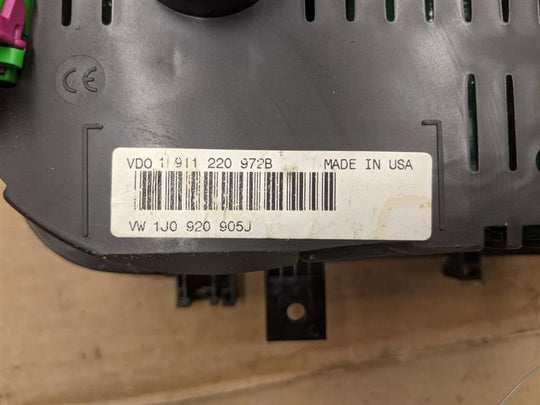 CE
VDO 1 911 220 972B MADE IN USA
VW 1J0 920 905J